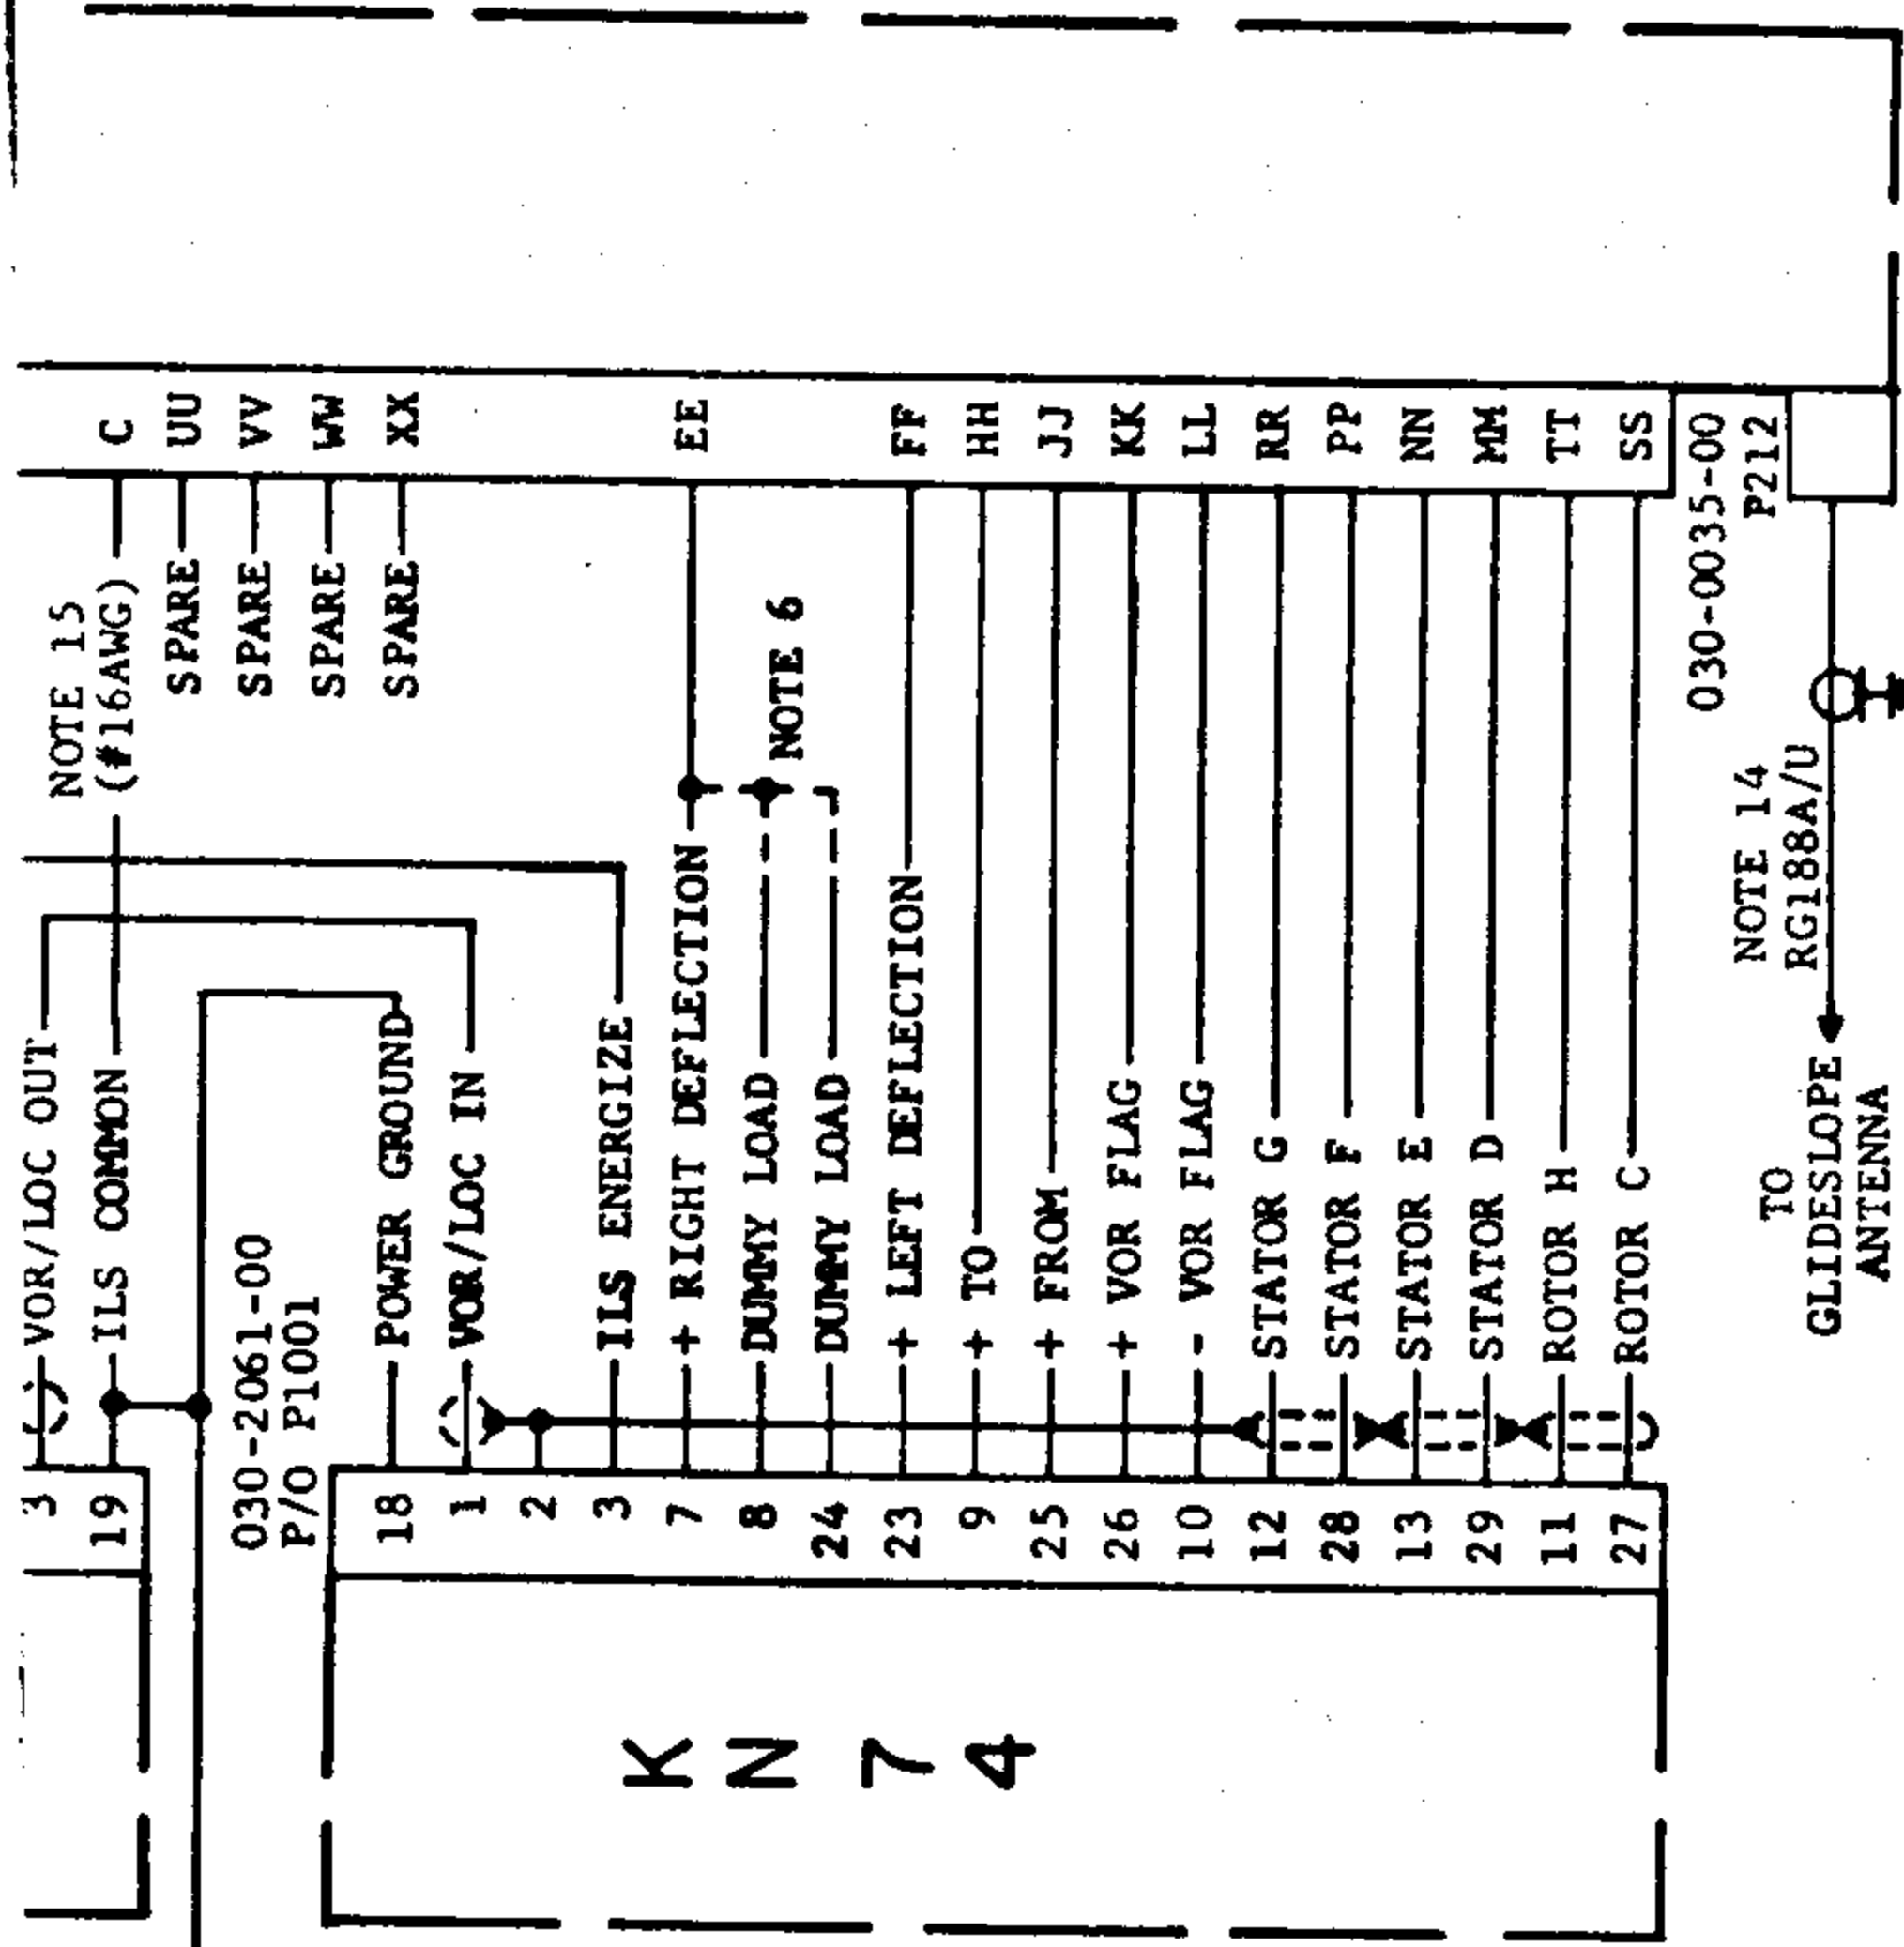 3 VOR/LOC OUT
NOTE 15
19 ILS COMMON (#16AWG) C
SPARE UU
SPARE VV
SPARE WW
SPARE XX
030-2061-00
P/O P1001
18 POWER GROUND
1 VOR/LOC IN
2
3 ILS ENERGIZE
7 + RIGHT DEFLECTION EE
8 DUMMY LOAD
NOTE 6
24 DUMMY LOAD
23 + LEFT DEFLECTION FF
9 + TO HH
25 + FROM JJ
26 + VOR FLAG KK
10 - VOR FLAG LL
12 STATOR G RR
28 STATOR F PP
13 STATOR E NN
29 STATOR D MM
11 ROTOR H TT
27 ROTOR C SS
KN 74
030-0035-00
P212
NOTE 14
RG188A/U
TO
GLIDESLOPE
ANTENNA